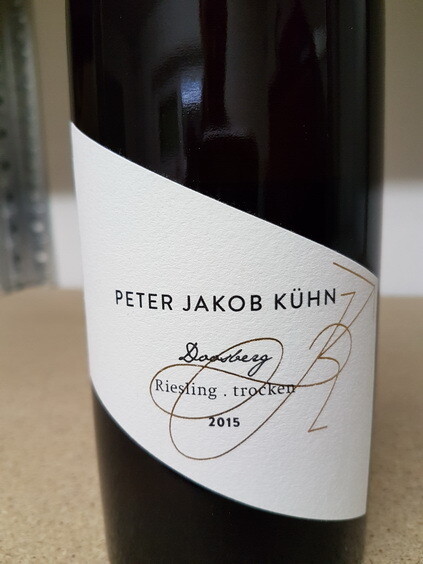 PETER JAKOB KÜHN
Doosberg
Riesling . trocken
2015